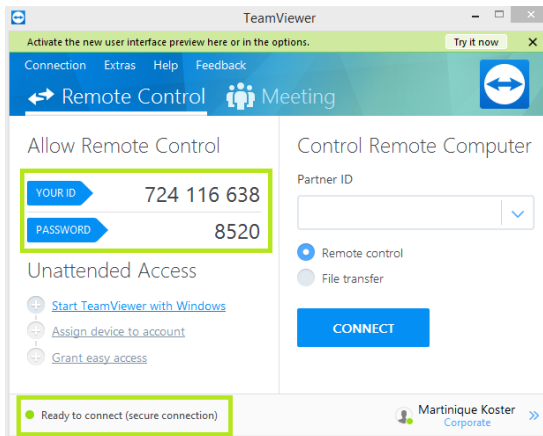 TeamViewer
Activate the new user interface preview here or in the options.
Try it now
Connection Extras Help Feedback
Remote Control Meeting
Allow Remote Control
YOUR ID 724 116 638
PASSWORD 8520
Unattended Access
Start TeamViewer with Windows
Assign device to account
Grant easy access
Control Remote Computer
Partner ID
Remote control
File transfer
CONNECT
Ready to connect (secure connection)
Martinique Koster
Corporate